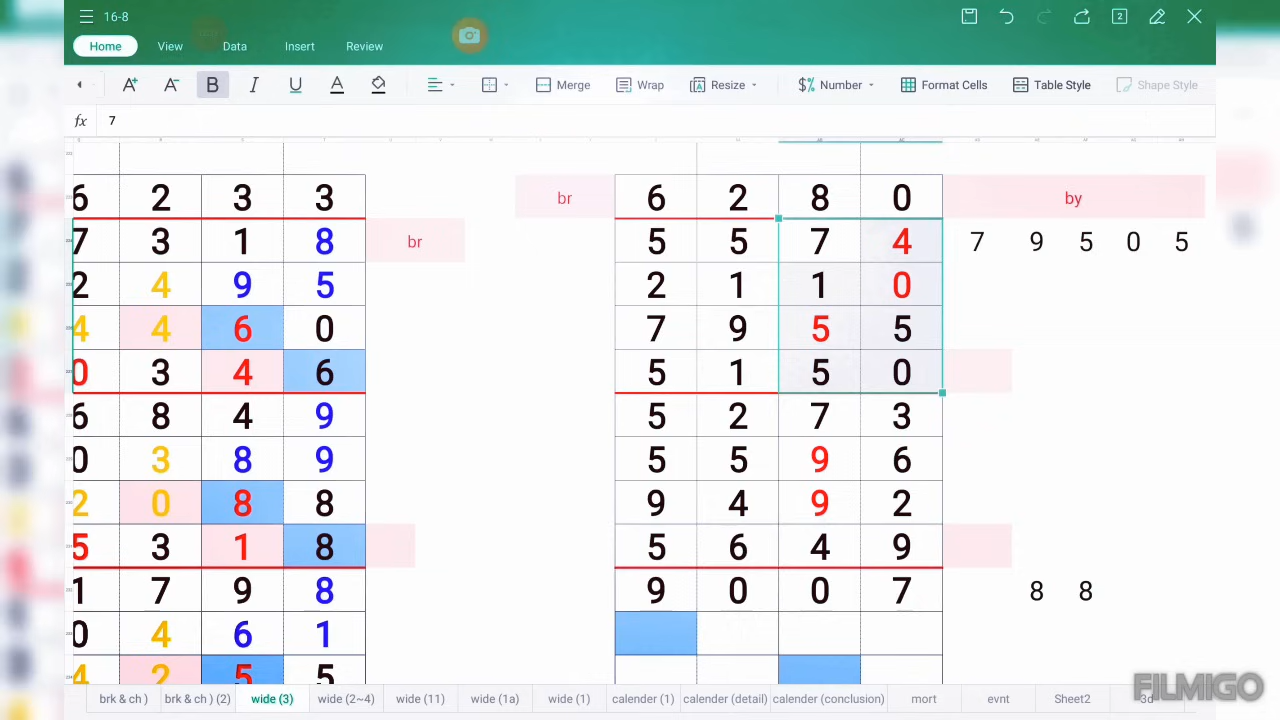 16-8
2
Home View Data Insert Review
B I U A Merge Wrap Resize $% Number Format Cells Table Style Shape Style
fx 7
6 2 3 3 br 6 2 8 0 by
7 3 1 8 br 5 5 7 4 7 9 5 0 5
2 4 9 5 2 1 1 0
4 4 6 0 7 9 5 5
0 3 4 6 5 1 5 0
6 8 4 9 5 2 7 3
0 3 8 9 5 5 9 6
2 0 8 8 9 4 9 2
5 3 1 8 5 6 4 9
1 7 9 8 9 0 0 7 8 8
0 4 6 1
4 2 5 5
brk & ch ) brk & ch ) (2) wide (3) wide (2~4) wide (11) wide (1a) wide (1) calender (1) calender (detail) calender (conclusion) mort evnt Sheet2 3d
FILMIGO